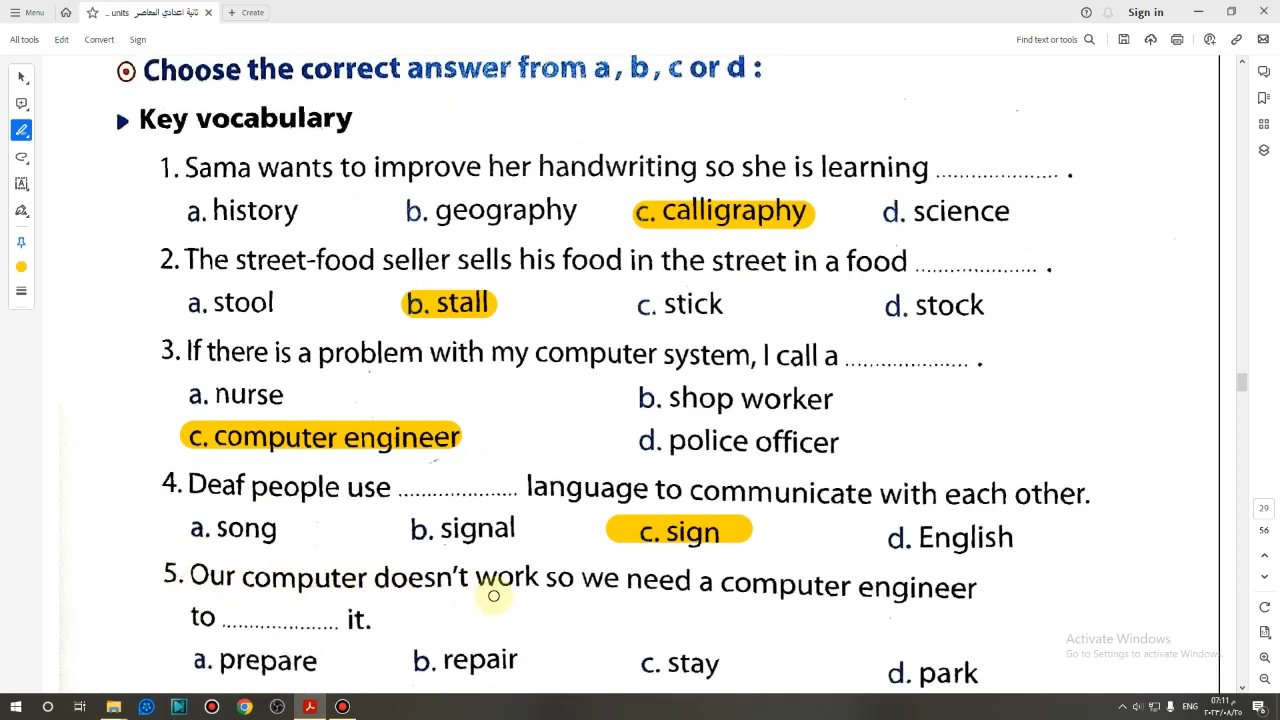 Menu
ثانية اعدادي المعاصر ... units
Create
Sign in
All tools Edit Convert Sign
Find text or tools
Choose the correct answer from a , b , c or d :
Key vocabulary
1. Sama wants to improve her handwriting so she is learning .................... .
a. history b. geography c. calligraphy d. science
2. The street-food seller sells his food in the street in a food .................... .
a. stool b. stall c. stick d. stock
3. If there is a problem with my computer system, I call a .................... .
a. nurse b. shop worker
c. computer engineer d. police officer
4. Deaf people use .................... language to communicate with each other.
a. song b. signal c. sign d. English
5. Our computer doesn't work so we need a computer engineer
to .................... it.
a. prepare b. repair c. stay d. park
29
56
Activate Windows
Go to Settings to activate Windows.
ENG
07:11 م
٢٠٢٣/٠٨/٢٥